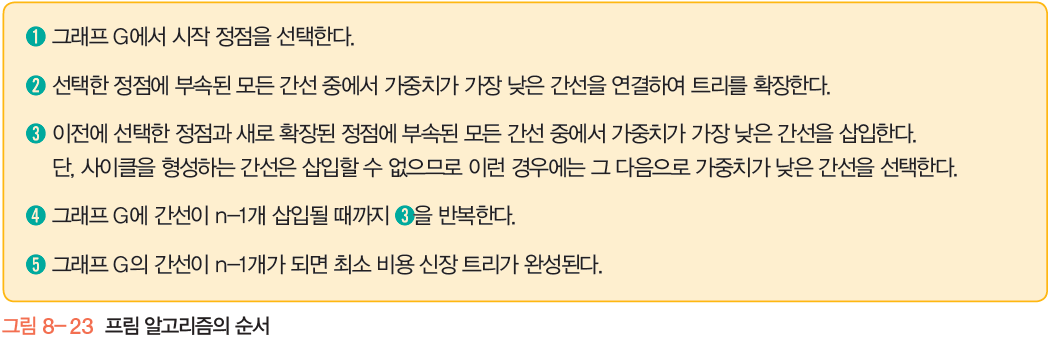 ❶ 그래프 G에서 시작 정점을 선택한다.
❷ 선택한 정점에 부속된 모든 간선 중에서 가중치가 가장 낮은 간선을 연결하여 트리를 확장한다.
❸ 이전에 선택한 정점과 새로 확장된 정점에 부속된 모든 간선 중에서 가중치가 가장 낮은 간선을 삽입한다.
단, 사이클을 형성하는 간선은 삽입할 수 없으므로 이런 경우에는 그 다음으로 가중치가 낮은 간선을 선택한다.
❹ 그래프 G에 간선이 n-1개 삽입될 때까지 ❸을 반복한다.
❺ 그래프 G의 간선이 n-1개가 되면 최소 비용 신장 트리가 완성된다.
그림 8-23 프림 알고리즘의 순서